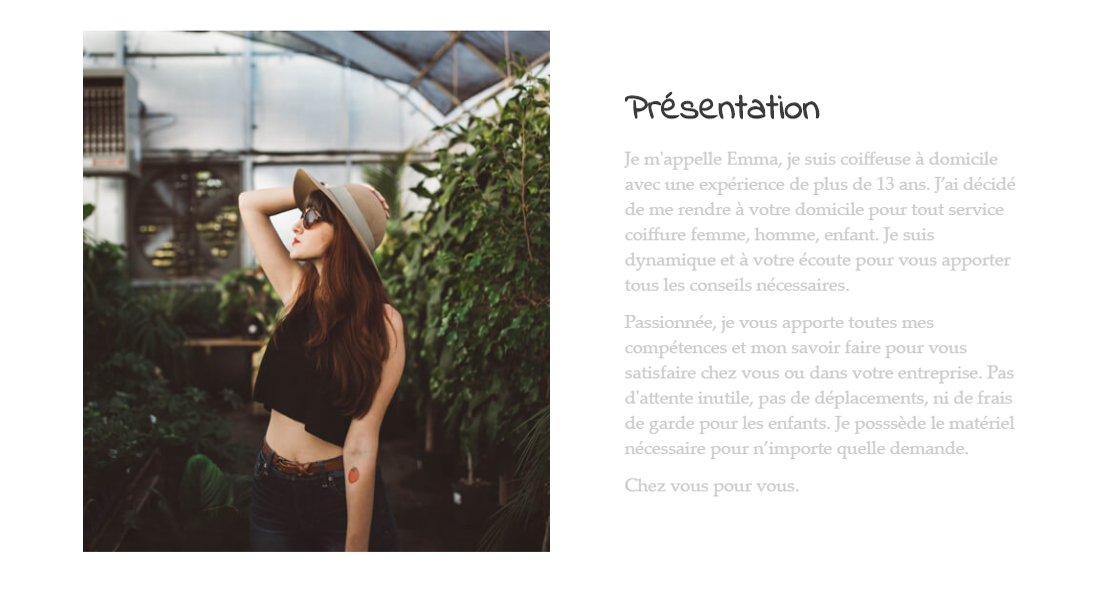 Présentation
Je m'appelle Emma, je suis coiffeuse à domicile
avec une expérience de plus de 13 ans. J’ai décidé
de me rendre à votre domicile pour tout service
coiffure femme, homme, enfant. Je suis
dynamique et à votre écoute pour vous apporter
tous les conseils nécessaires.
Passionnée, je vous apporte toutes mes
compétences et mon savoir faire pour vous
satisfaire chez vous ou dans votre entreprise. Pas
d'attente inutile, pas de déplacements, ni de frais
de garde pour les enfants. Je posssède le matériel
nécessaire pour n’importe quelle demande.
Chez vous pour vous.